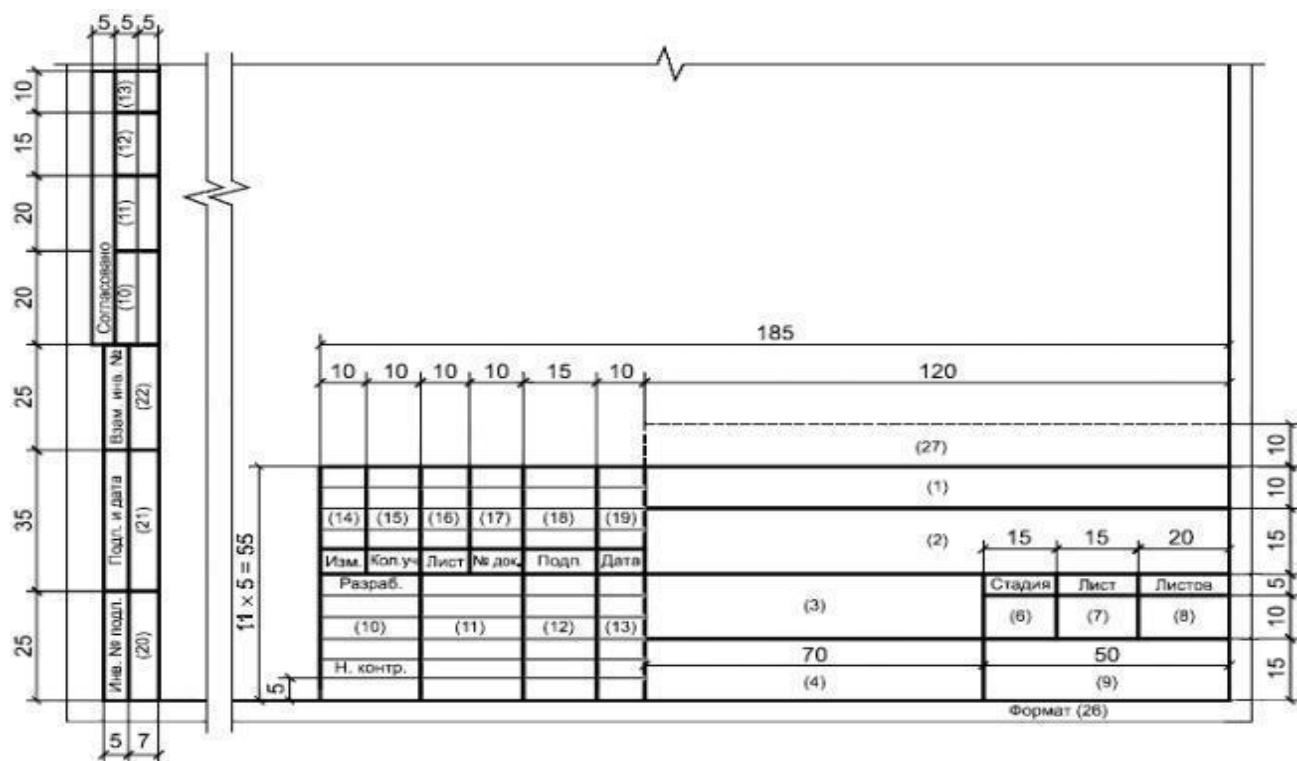 5 5 5
10
(13)
15
(12)
20
(11)
20
(10)
Согласовано
25
Взам. инв. №
(22)
35
Подп. и дата
(21)
25
Инв. № подл.
(20)
5 7
185
10 10 10 10 15 10 120
(27) 10
(1) 10
(14) (15) (16) (17) (18) (19)
(2) 15 15 20 15
Изм. Кол.уч Лист № док. Подп. Дата
Разраб. Стадия Лист Листов 5
(3)
(10) (11) (12) (13) (6) (7) (8) 10
11 x 5 = 55
Н. контр. 70 50
5 (4) (9) 15
Формат (26)